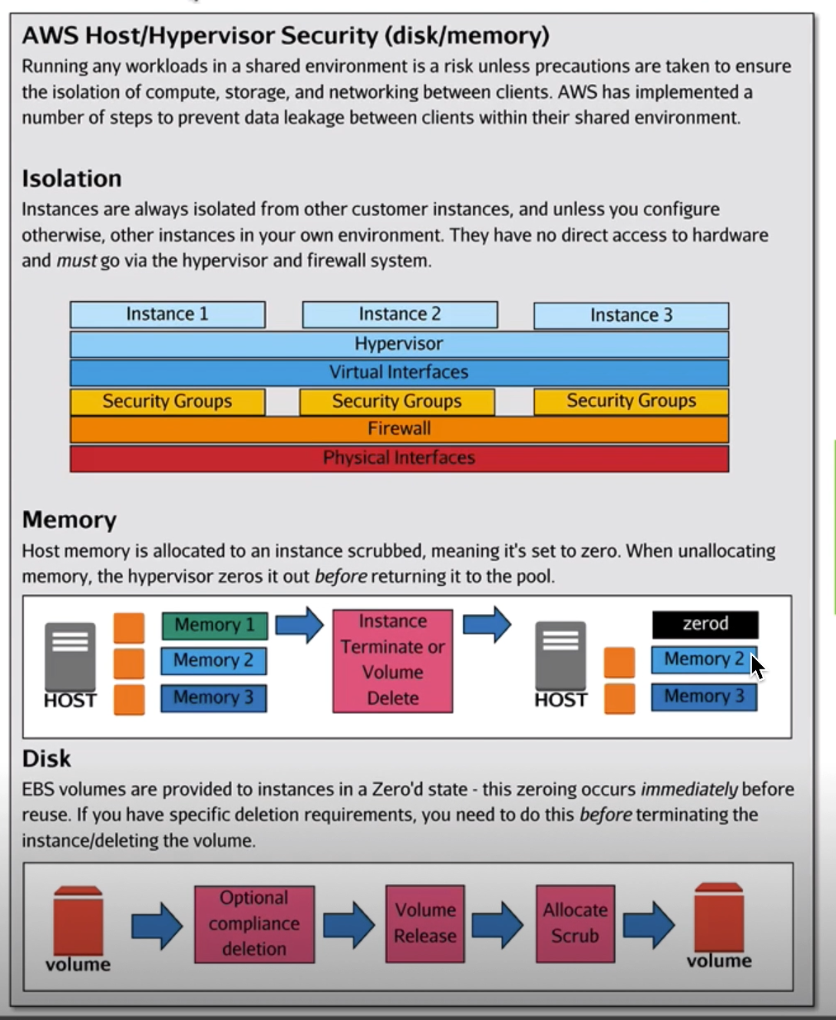 AWS Host/Hypervisor Security (disk/memory)
Running any workloads in a shared environment is a risk unless precautions are taken to ensure
the isolation of compute, storage, and networking between clients. AWS has implemented a
number of steps to prevent data leakage between clients within their shared environment.
Isolation
Instances are always isolated from other customer instances, and unless you configure
otherwise, other instances in your own environment. They have no direct access to hardware
and must go via the hypervisor and firewall system.
Instance 1
Instance 2
Instance 3
Hypervisor
Virtual Interfaces
Security Groups
Security Groups
Security Groups
Firewall
Physical Interfaces
Memory
Host memory is allocated to an instance scrubbed, meaning it's set to zero. When unallocating
memory, the hypervisor zeros it out before returning it to the pool.
HOST
Memory 1
Memory 2
Memory 3
Instance
Terminate or
Volume
Delete
HOST
zerod
Memory 2
Memory 3
Disk
EBS volumes are provided to instances in a Zero'd state - this zeroing occurs immediately before
reuse. If you have specific deletion requirements, you need to do this before terminating the
instance/deleting the volume.
volume
Optional
compliance
deletion
Volume
Release
Allocate
Scrub
volume